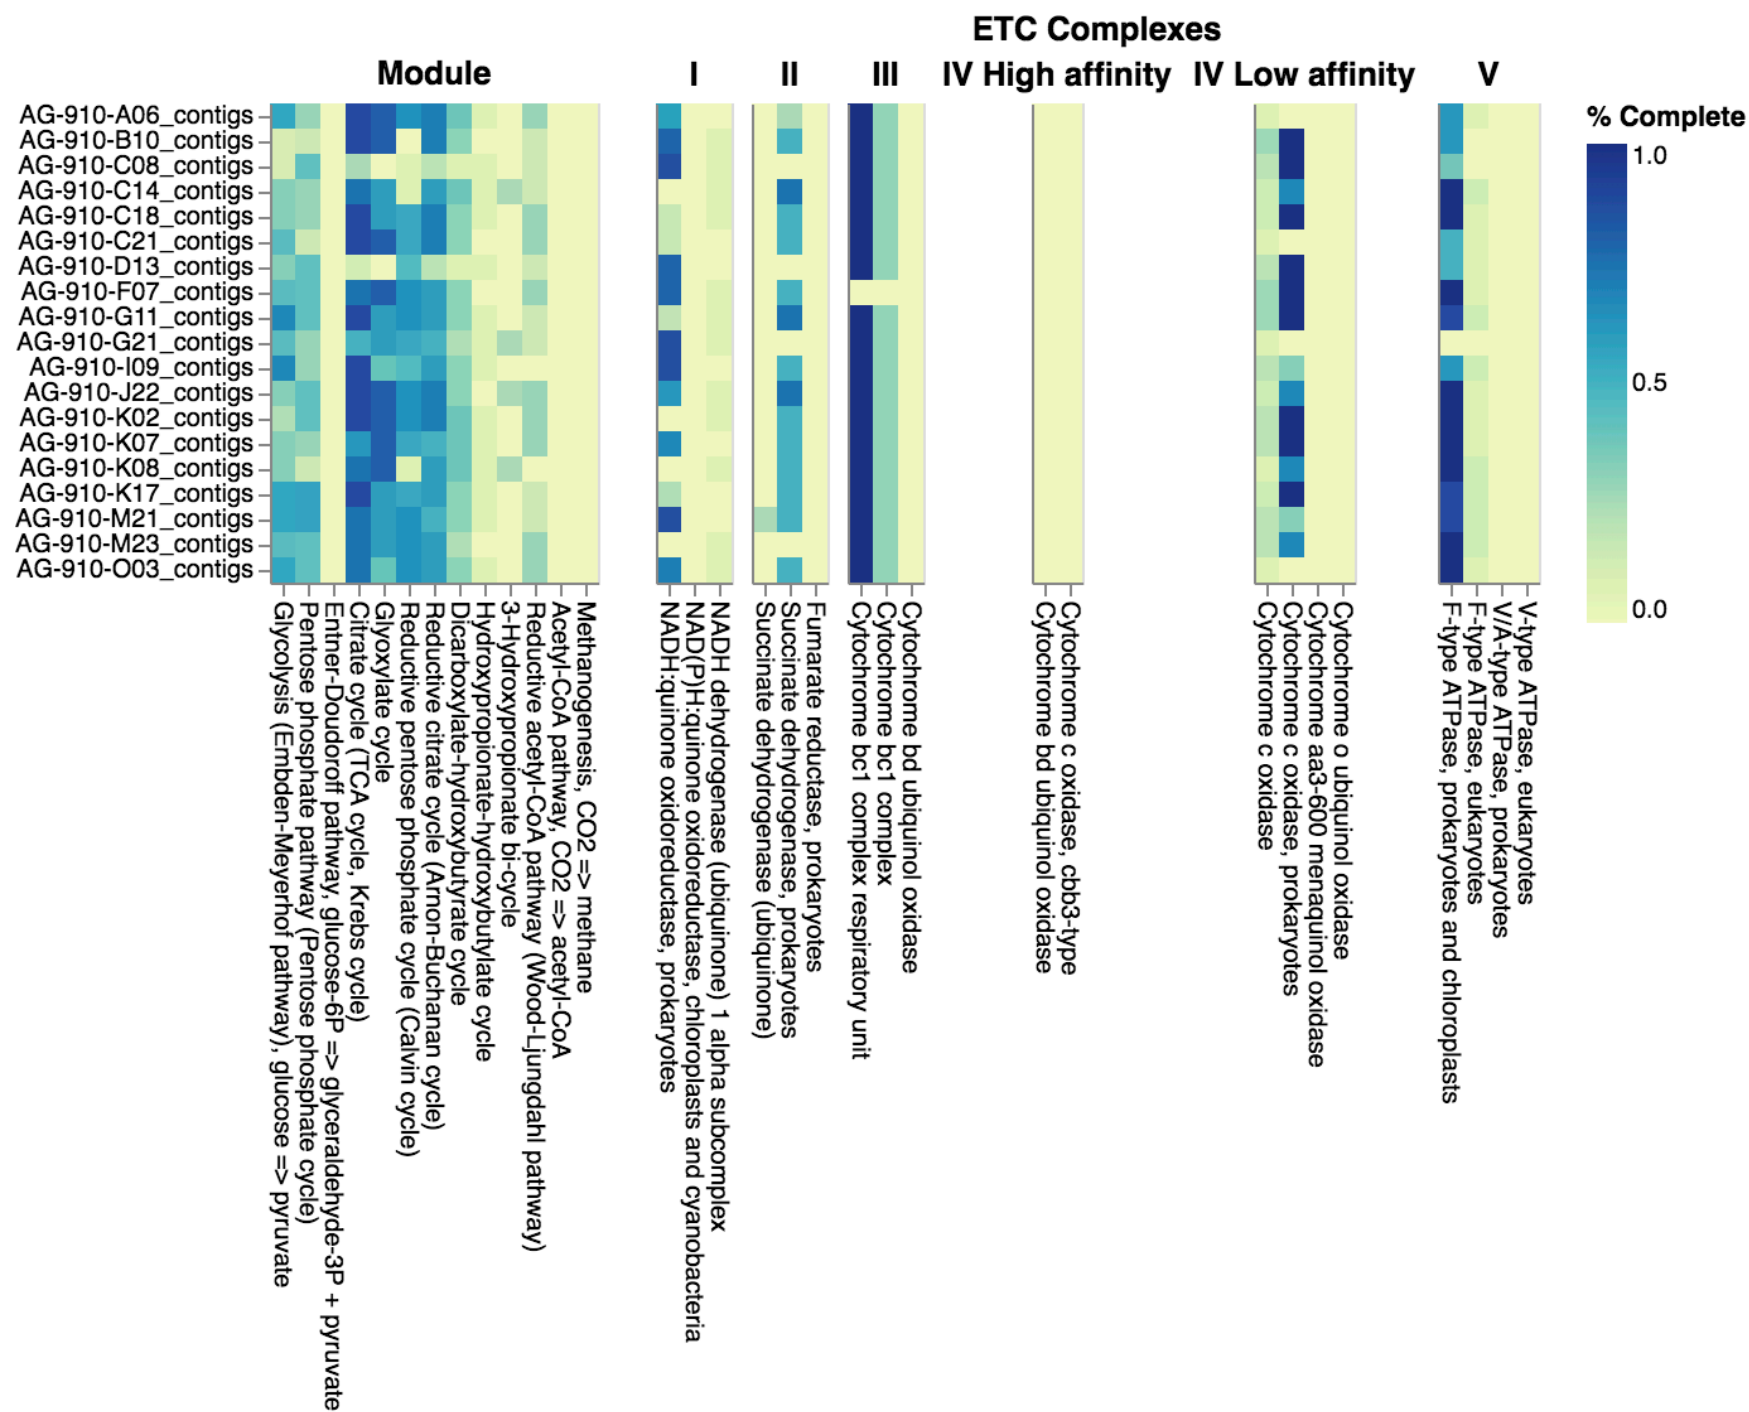 ETC Complexes
Module
I
II
III
IV High affinity
IV Low affinity
V
AG-910-A06_contigs
AG-910-B10_contigs
AG-910-C08_contigs
AG-910-C14_contigs
AG-910-C18_contigs
AG-910-C21_contigs
AG-910-D13_contigs
AG-910-F07_contigs
AG-910-G11_contigs
AG-910-G21_contigs
AG-910-I09_contigs
AG-910-J22_contigs
AG-910-K02_contigs
AG-910-K07_contigs
AG-910-K08_contigs
AG-910-K17_contigs
AG-910-M21_contigs
AG-910-M23_contigs
AG-910-O03_contigs
Glycolysis (Embden-Meyerhof pathway), glucose => pyruvate
Pentose phosphate pathway (Pentose phosphate cycle)
Entner-Doudoroff pathway, glucose-6P => glyceraldehyde-3P + pyruvate
Citrate cycle (TCA cycle, Krebs cycle)
Glyoxylate cycle
Reductive pentose phosphate cycle (Calvin cycle)
Reductive citrate cycle (Arnon-Buchanan cycle)
Dicarboxylate-hydroxybutyrate cycle
Hydroxypropionate-hydroxybutylate cycle
3-Hydroxypropionate bi-cycle
Reductive acetyl-CoA pathway (Wood-Ljungdahl pathway)
Acetyl-CoA pathway, CO2 => acetyl-CoA
Methanogenesis, CO2 => methane
NADH:quinone oxidoreductase, prokaryotes
NAD(P)H:quinone oxidoreductase, chloroplasts and cyanobacteria
NADH dehydrogenase (ubiquinone) 1 alpha subcomplex
Succinate dehydrogenase (ubiquinone)
Succinate dehydrogenase, prokaryotes
Fumarate reductase, prokaryotes
Cytochrome bc1 complex respiratory unit
Cytochrome bc1 complex
Cytochrome bd ubiquinol oxidase
Cytochrome bd ubiquinol oxidase
Cytochrome c oxidase, cbb3-type
Cytochrome c oxidase
Cytochrome c oxidase, prokaryotes
Cytochrome aa3-600 menaquinol oxidase
Cytochrome o ubiquinol oxidase
F-type ATPase, prokaryotes and chloroplasts
F-type ATPase, eukaryotes
V/A-type ATPase, prokaryotes
V-type ATPase, eukaryotes
% Complete
1.0
0.5
0.0